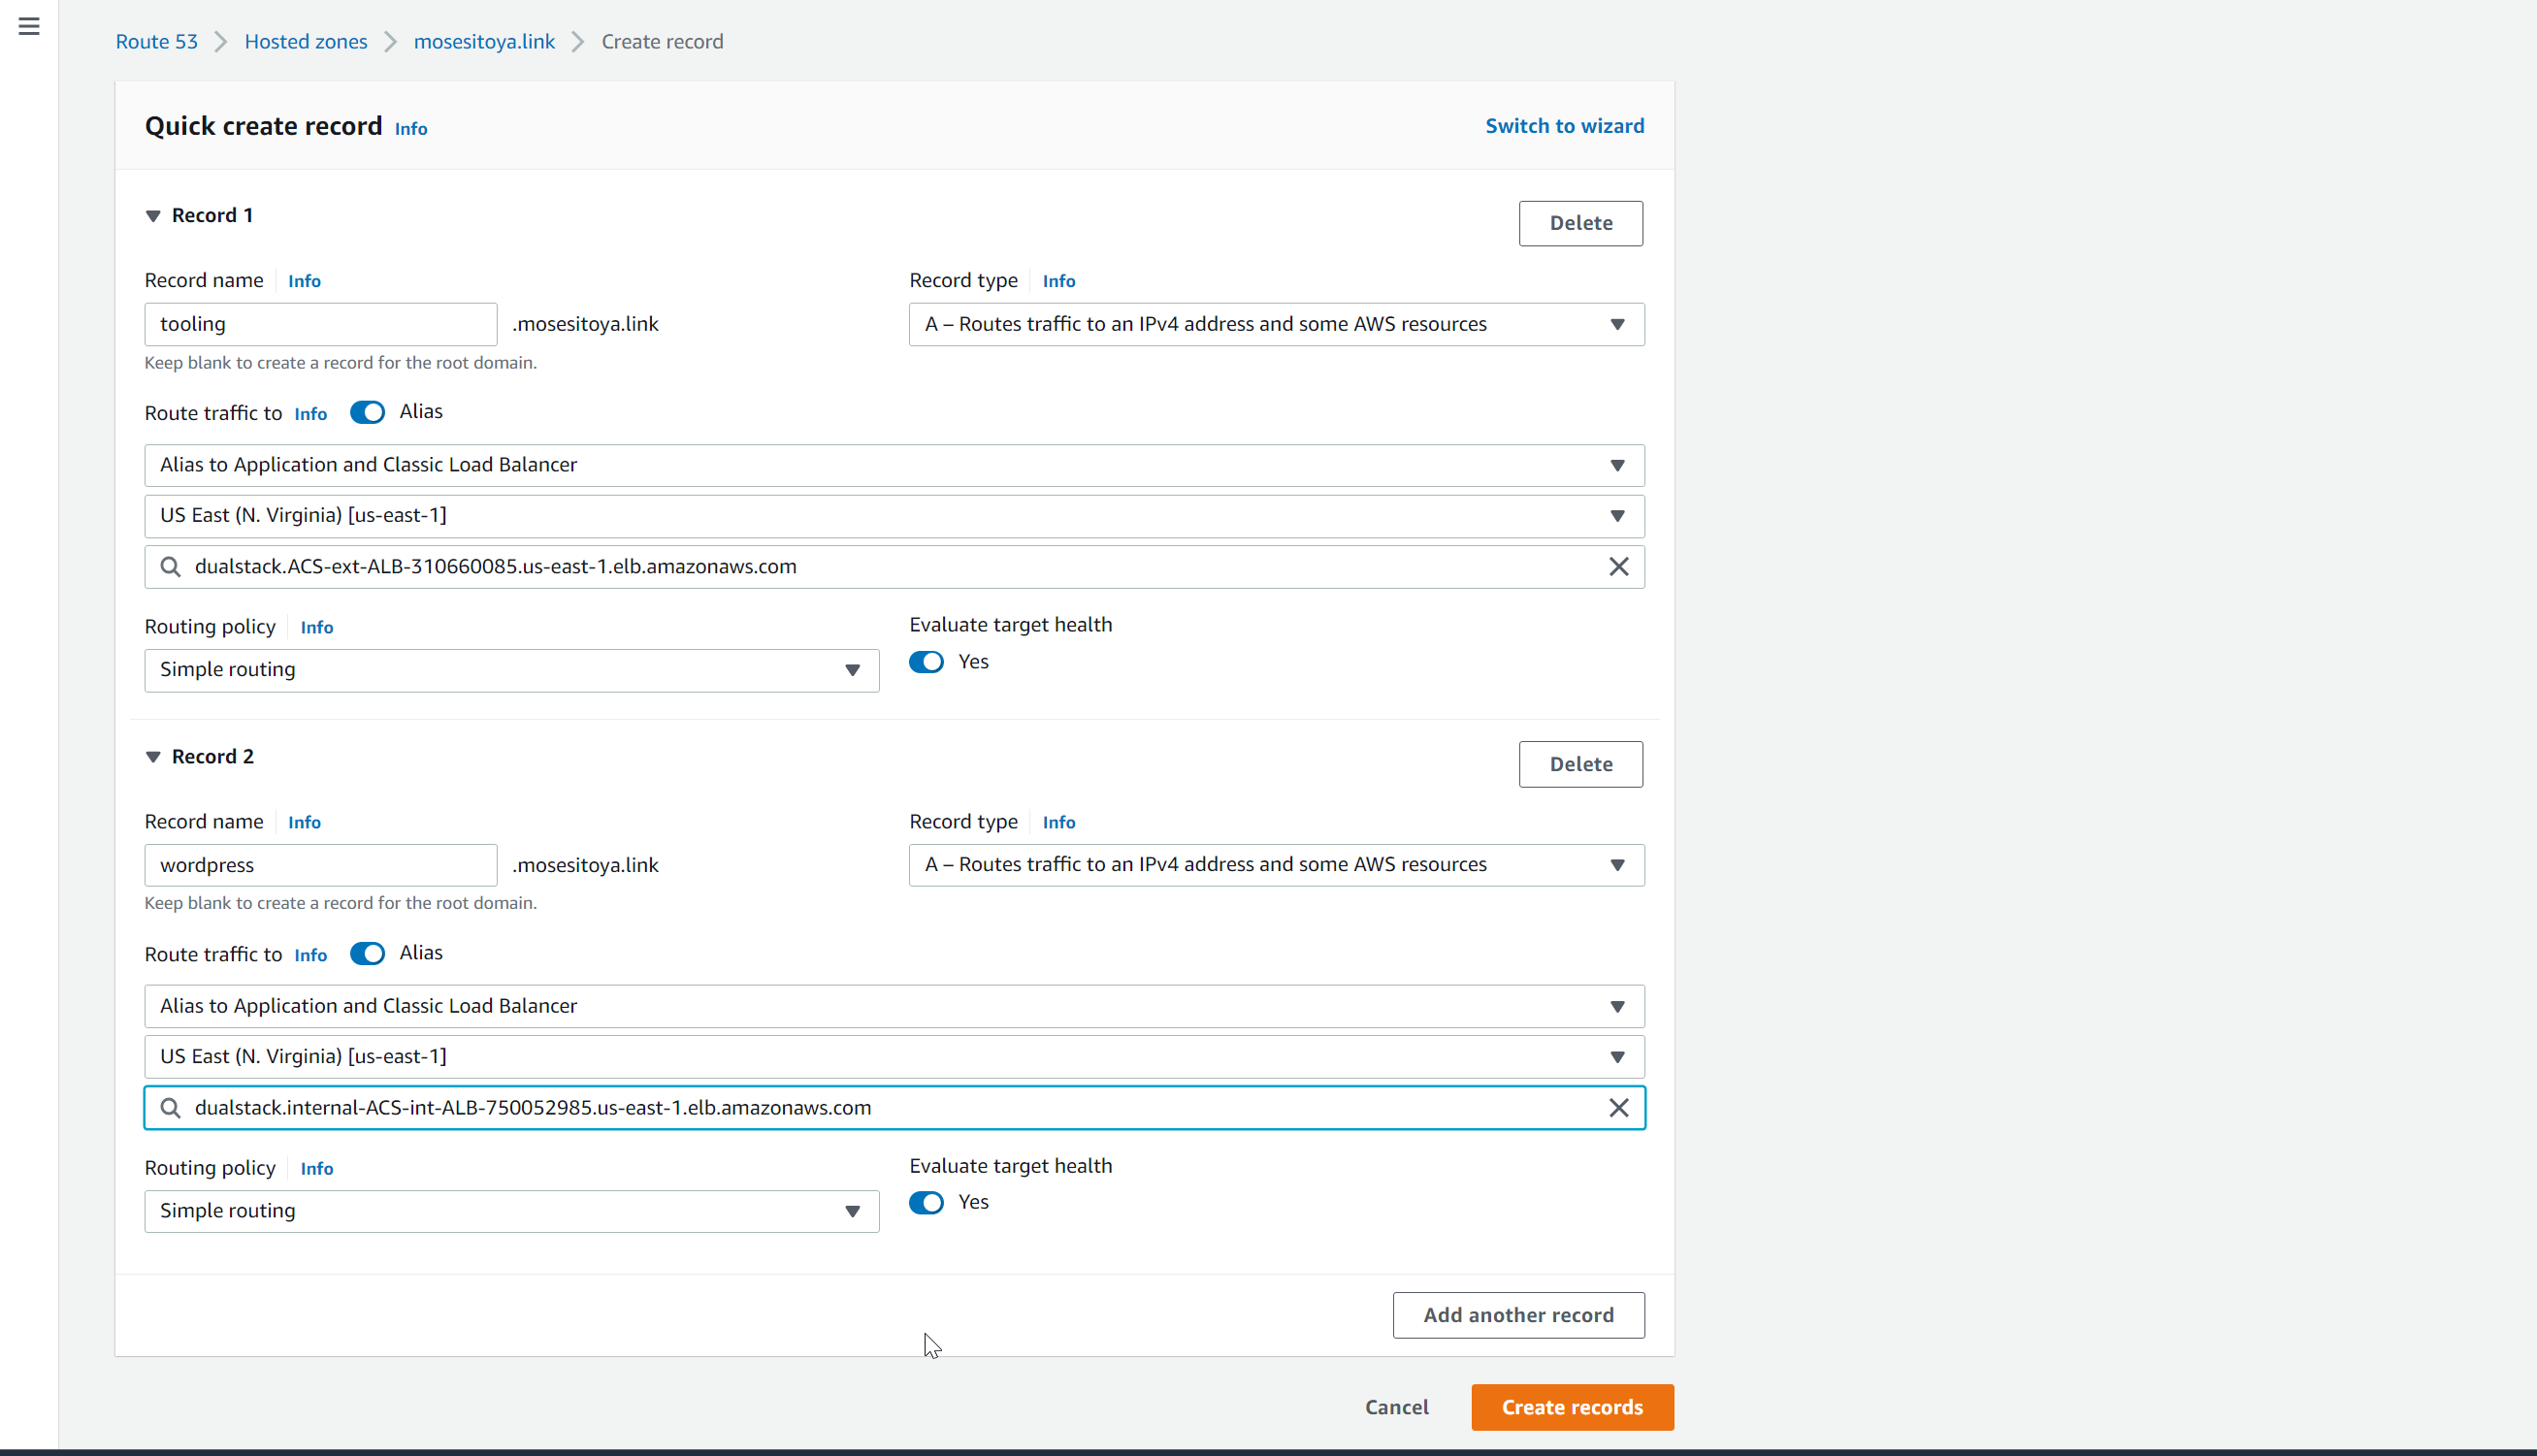 Route 53 Hosted zones mosesitoya.link Create record
Quick create record Info Switch to wizard
Record 1 Delete
Record name Info Record type Info
tooling .mosesitoya.link A – Routes traffic to an IPv4 address and some AWS resources
Keep blank to create a record for the root domain.
Route traffic to Info Alias
Alias to Application and Classic Load Balancer
US East (N. Virginia) [us-east-1]
dualstack.ACS-ext-ALB-310660085.us-east-1.elb.amazonaws.com
Routing policy Info Evaluate target health
Simple routing Yes
Record 2 Delete
Record name Info Record type Info
wordpress .mosesitoya.link A – Routes traffic to an IPv4 address and some AWS resources
Keep blank to create a record for the root domain.
Route traffic to Info Alias
Alias to Application and Classic Load Balancer
US East (N. Virginia) [us-east-1]
dualstack.internal-ACS-int-ALB-750052985.us-east-1.elb.amazonaws.com
Routing policy Info Evaluate target health
Simple routing Yes
Add another record
Cancel Create records